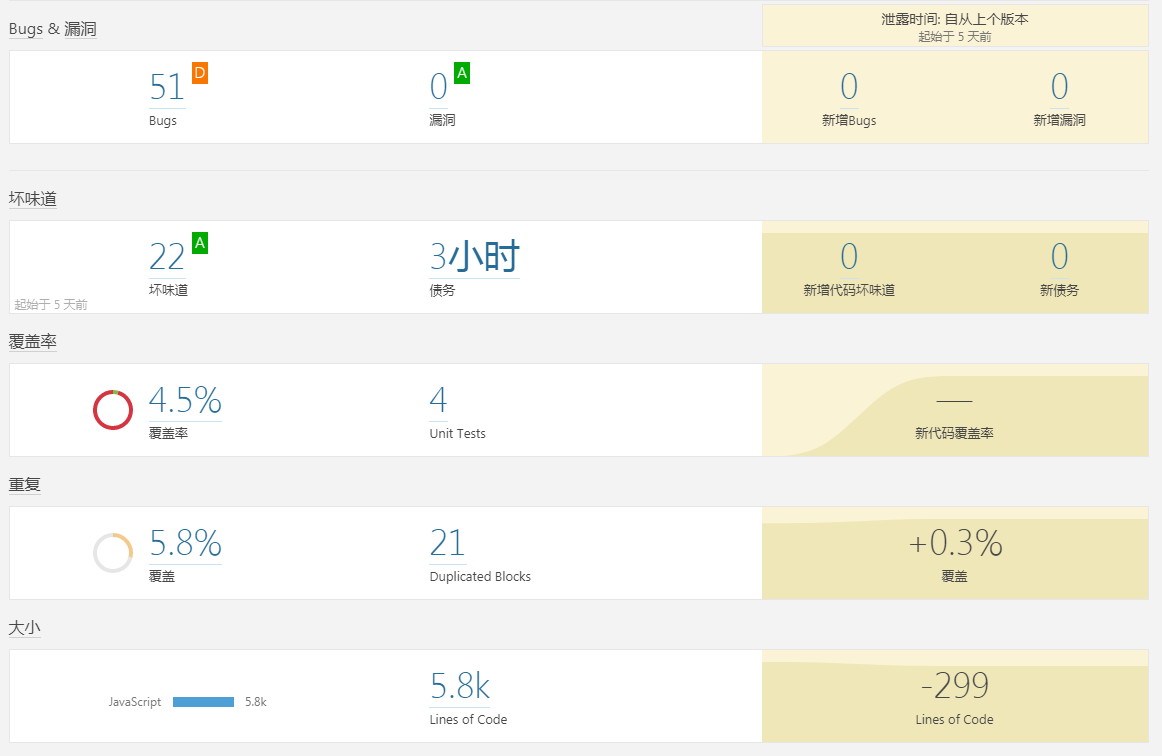 Bugs & 漏洞
泄露时间: 自从上个版本
起始于 5 天前
51 D
0 A
0
0
Bugs
漏洞
新增Bugs
新增漏洞
坏味道
22 A
3小时
0
0
坏味道
债务
新增代码坏味道
新债务
起始于 5 天前
覆盖率
4.5%
4
—
覆盖率
Unit Tests
新代码覆盖率
重复
5.8%
21
+0.3%
覆盖
Duplicated Blocks
覆盖
大小
JavaScript 5.8k
5.8k
-299
Lines of Code
Lines of Code